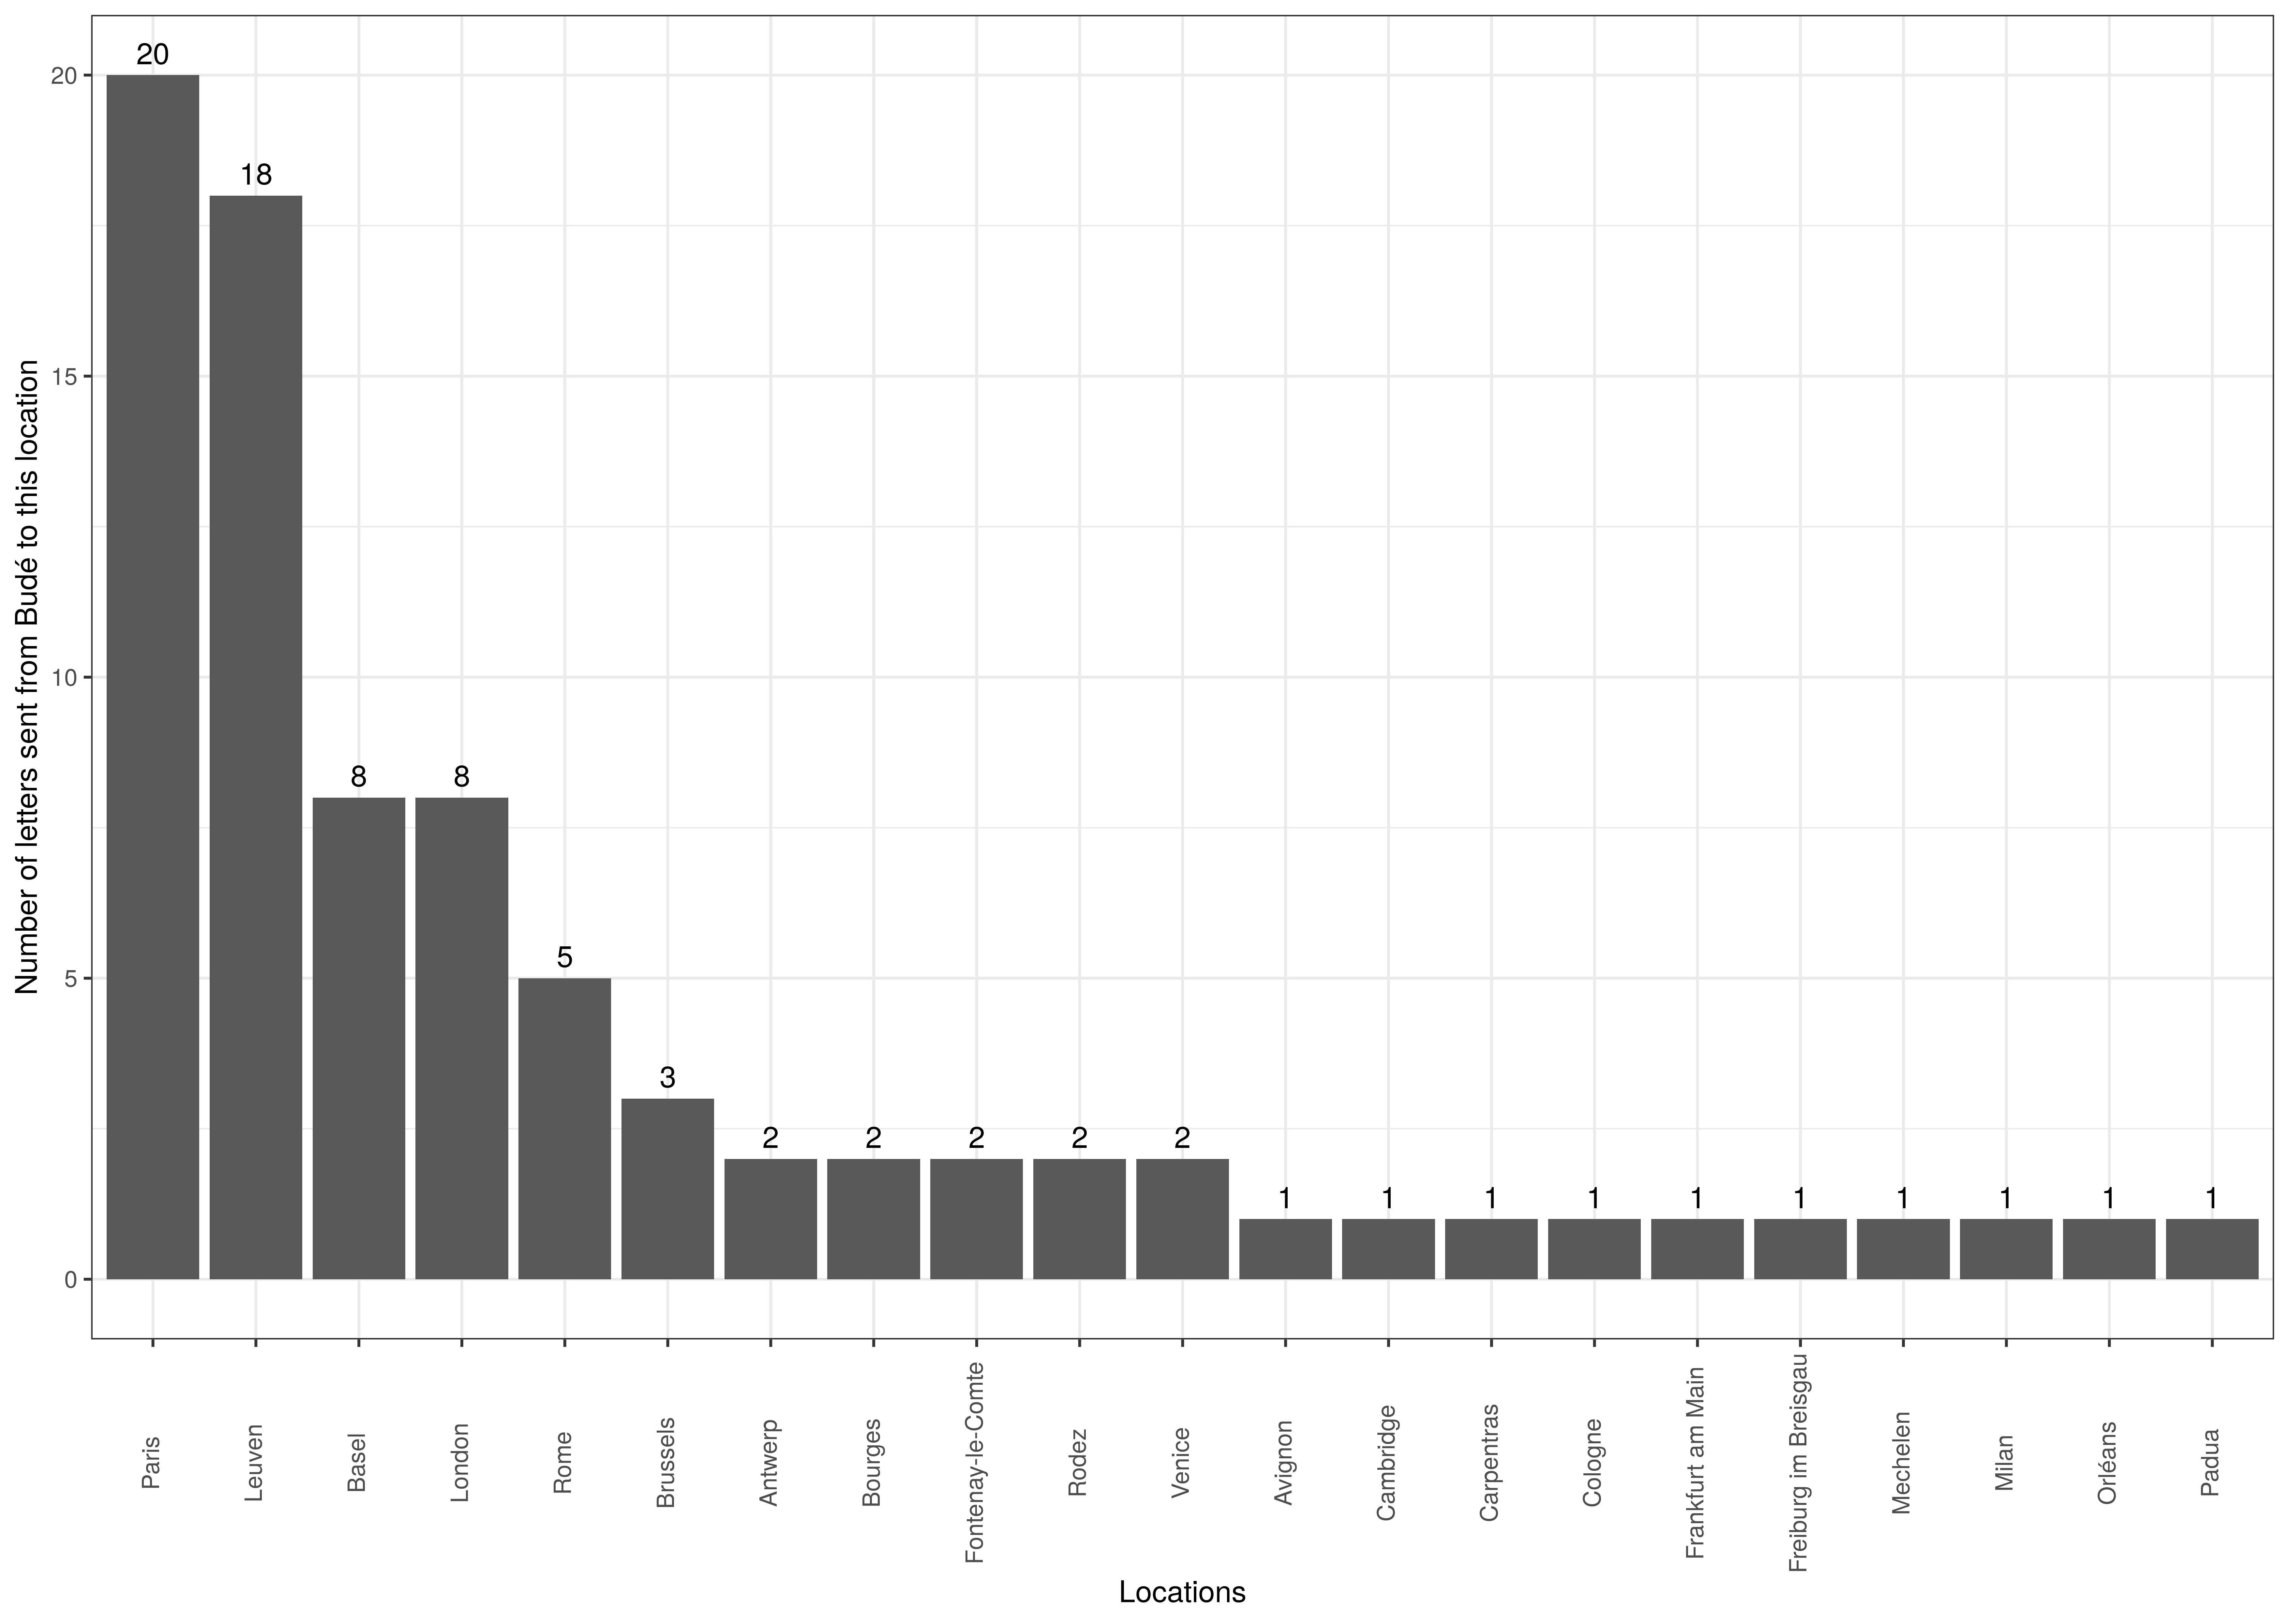 Number of letters sent from Budé to this location
20
15
10
5
0
20
18
8
8
5
3
2
2
2
2
2
1
1
1
1
1
1
1
1
1
1
Paris
Leuven
Basel
London
Rome
Brussels
Antwerp
Bourges
Fontenay-le-Comte
Rodez
Venice
Avignon
Cambridge
Carpentras
Cologne
Frankfurt am Main
Freiburg im Breisgau
Mechelen
Milan
Orléans
Padua
Locations